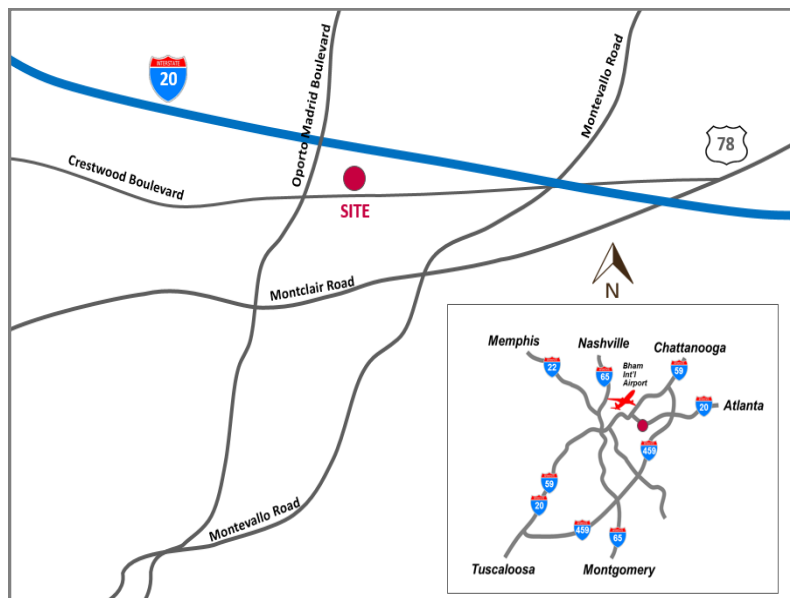 INTERSTATE
20
Oporto Madrid Boulevard
Montevallo Road
78
Crestwood Boulevard
SITE
Montclair Road
N
Montevallo Road
Memphis
Nashville
Chattanooga
Bham
Int'l
Airport
22
65
59
Atlanta
20
459
59
20
459
65
Tuscaloosa
Montgomery